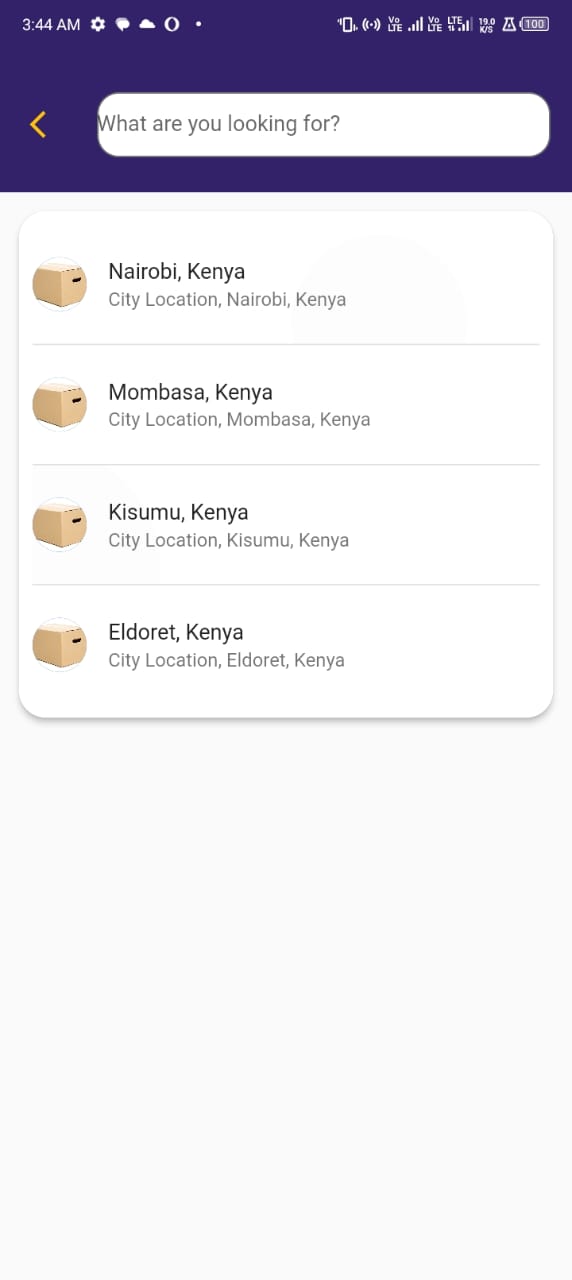 3:44 AM
Vo LTE Vo LTE LTE 19.0 K/S 100
What are you looking for?
Nairobi, Kenya
City Location, Nairobi, Kenya
Mombasa, Kenya
City Location, Mombasa, Kenya
Kisumu, Kenya
City Location, Kisumu, Kenya
Eldoret, Kenya
City Location, Eldoret, Kenya